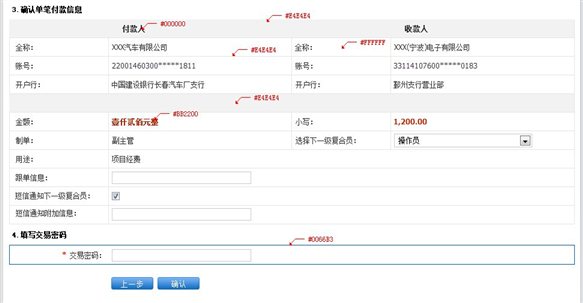 3. 确认单笔付款信息
#E4E4E4
付款人 #000000 收款人
全称: XXX汽车有限公司 #E4E4E4 全称: #FFFFFF XXX(宁波)电子有限公司
账号: 22001460300*****1811 账号: 33114107600*****0183
开户行: 中国建设银行长春汽车厂支行 开户行: 鄞州支行营业部
#E4E4E4
金额: 壹仟贰佰元整 #BB2200 小写: 1,200.00
制单: 副主管 选择下一级复合员: 操作员
用途: 项目经费
跟单信息:
短信通知下一级复合员:
短信通知附加信息:
4. 填写交易密码
#0066B3
* 交易密码:
上一步 确认